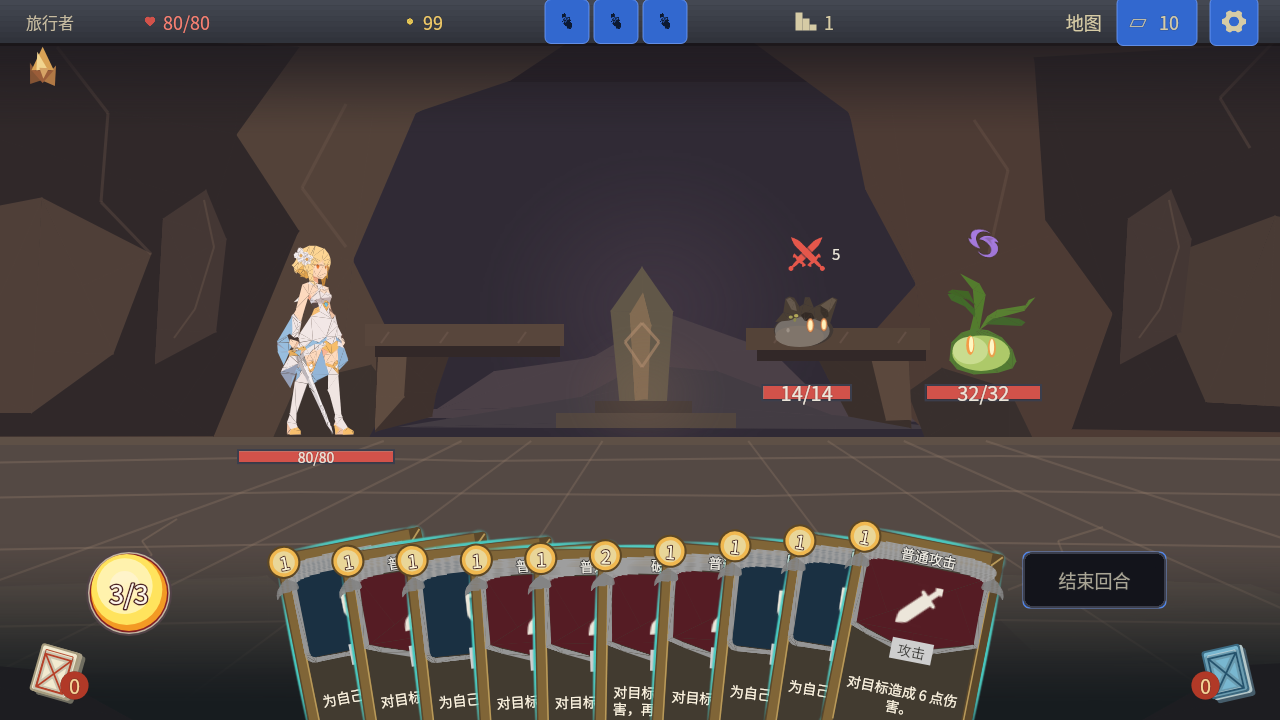 旅行者
80/80
99
1
地图
10
5
14/14
32/32
80/80
3/3
0
1
1
1
1
1
2
1
1
1
1
普
破
普
普通攻击
攻击
为自己
对目标
为自己
对目标
对目标
对目标
害，再
对目标
为自己
为自己
对目标造成 6 点伤
害。
结束回合
0